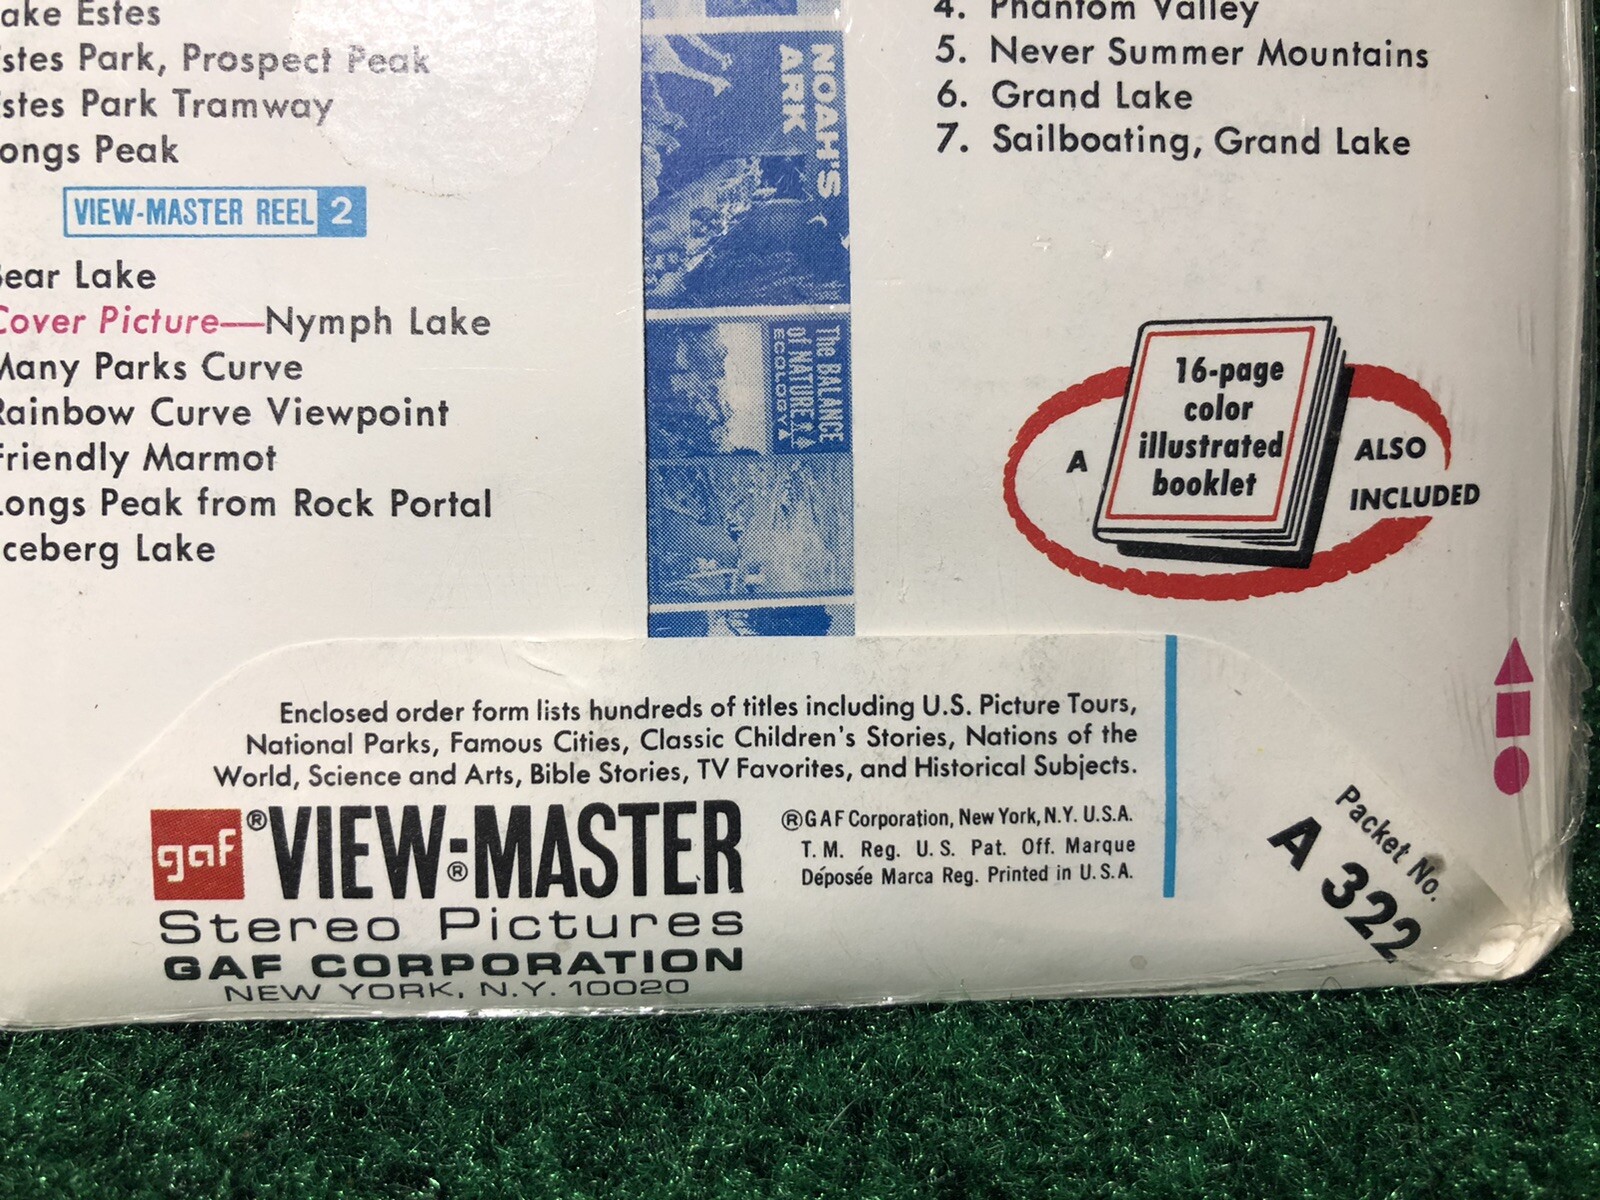 ake Estes
stes Park, Prospect Peak
stes Park Tramway
ongs Peak
VIEW-MASTER REEL 2
ear Lake
Cover Picture—Nymph Lake
Many Parks Curve
Rainbow Curve Viewpoint
Friendly Marmot
Longs Peak from Rock Portal
ceberg Lake
NOAH'S
ARK
The BALANCE
of NATURE
ECOLOGY
4. Phantom Valley
5. Never Summer Mountains
6. Grand Lake
7. Sailboating, Grand Lake
A
16-page
color
illustrated
booklet
ALSO
INCLUDED
Enclosed order form lists hundreds of titles including U.S. Picture Tours,
National Parks, Famous Cities, Classic Children's Stories, Nations of the
World, Science and Arts, Bible Stories, TV Favorites, and Historical Subjects.
gaf ® VIEW-MASTER ®
Stereo Pictures
GAF CORPORATION
NEW YORK, N.Y. 10020
®GAF Corporation, New York, N.Y. U.S.A.
T.M. Reg. U.S. Pat. Off. Marque
Déposée Marca Reg. Printed in U.S.A.
Packet No.
A 322